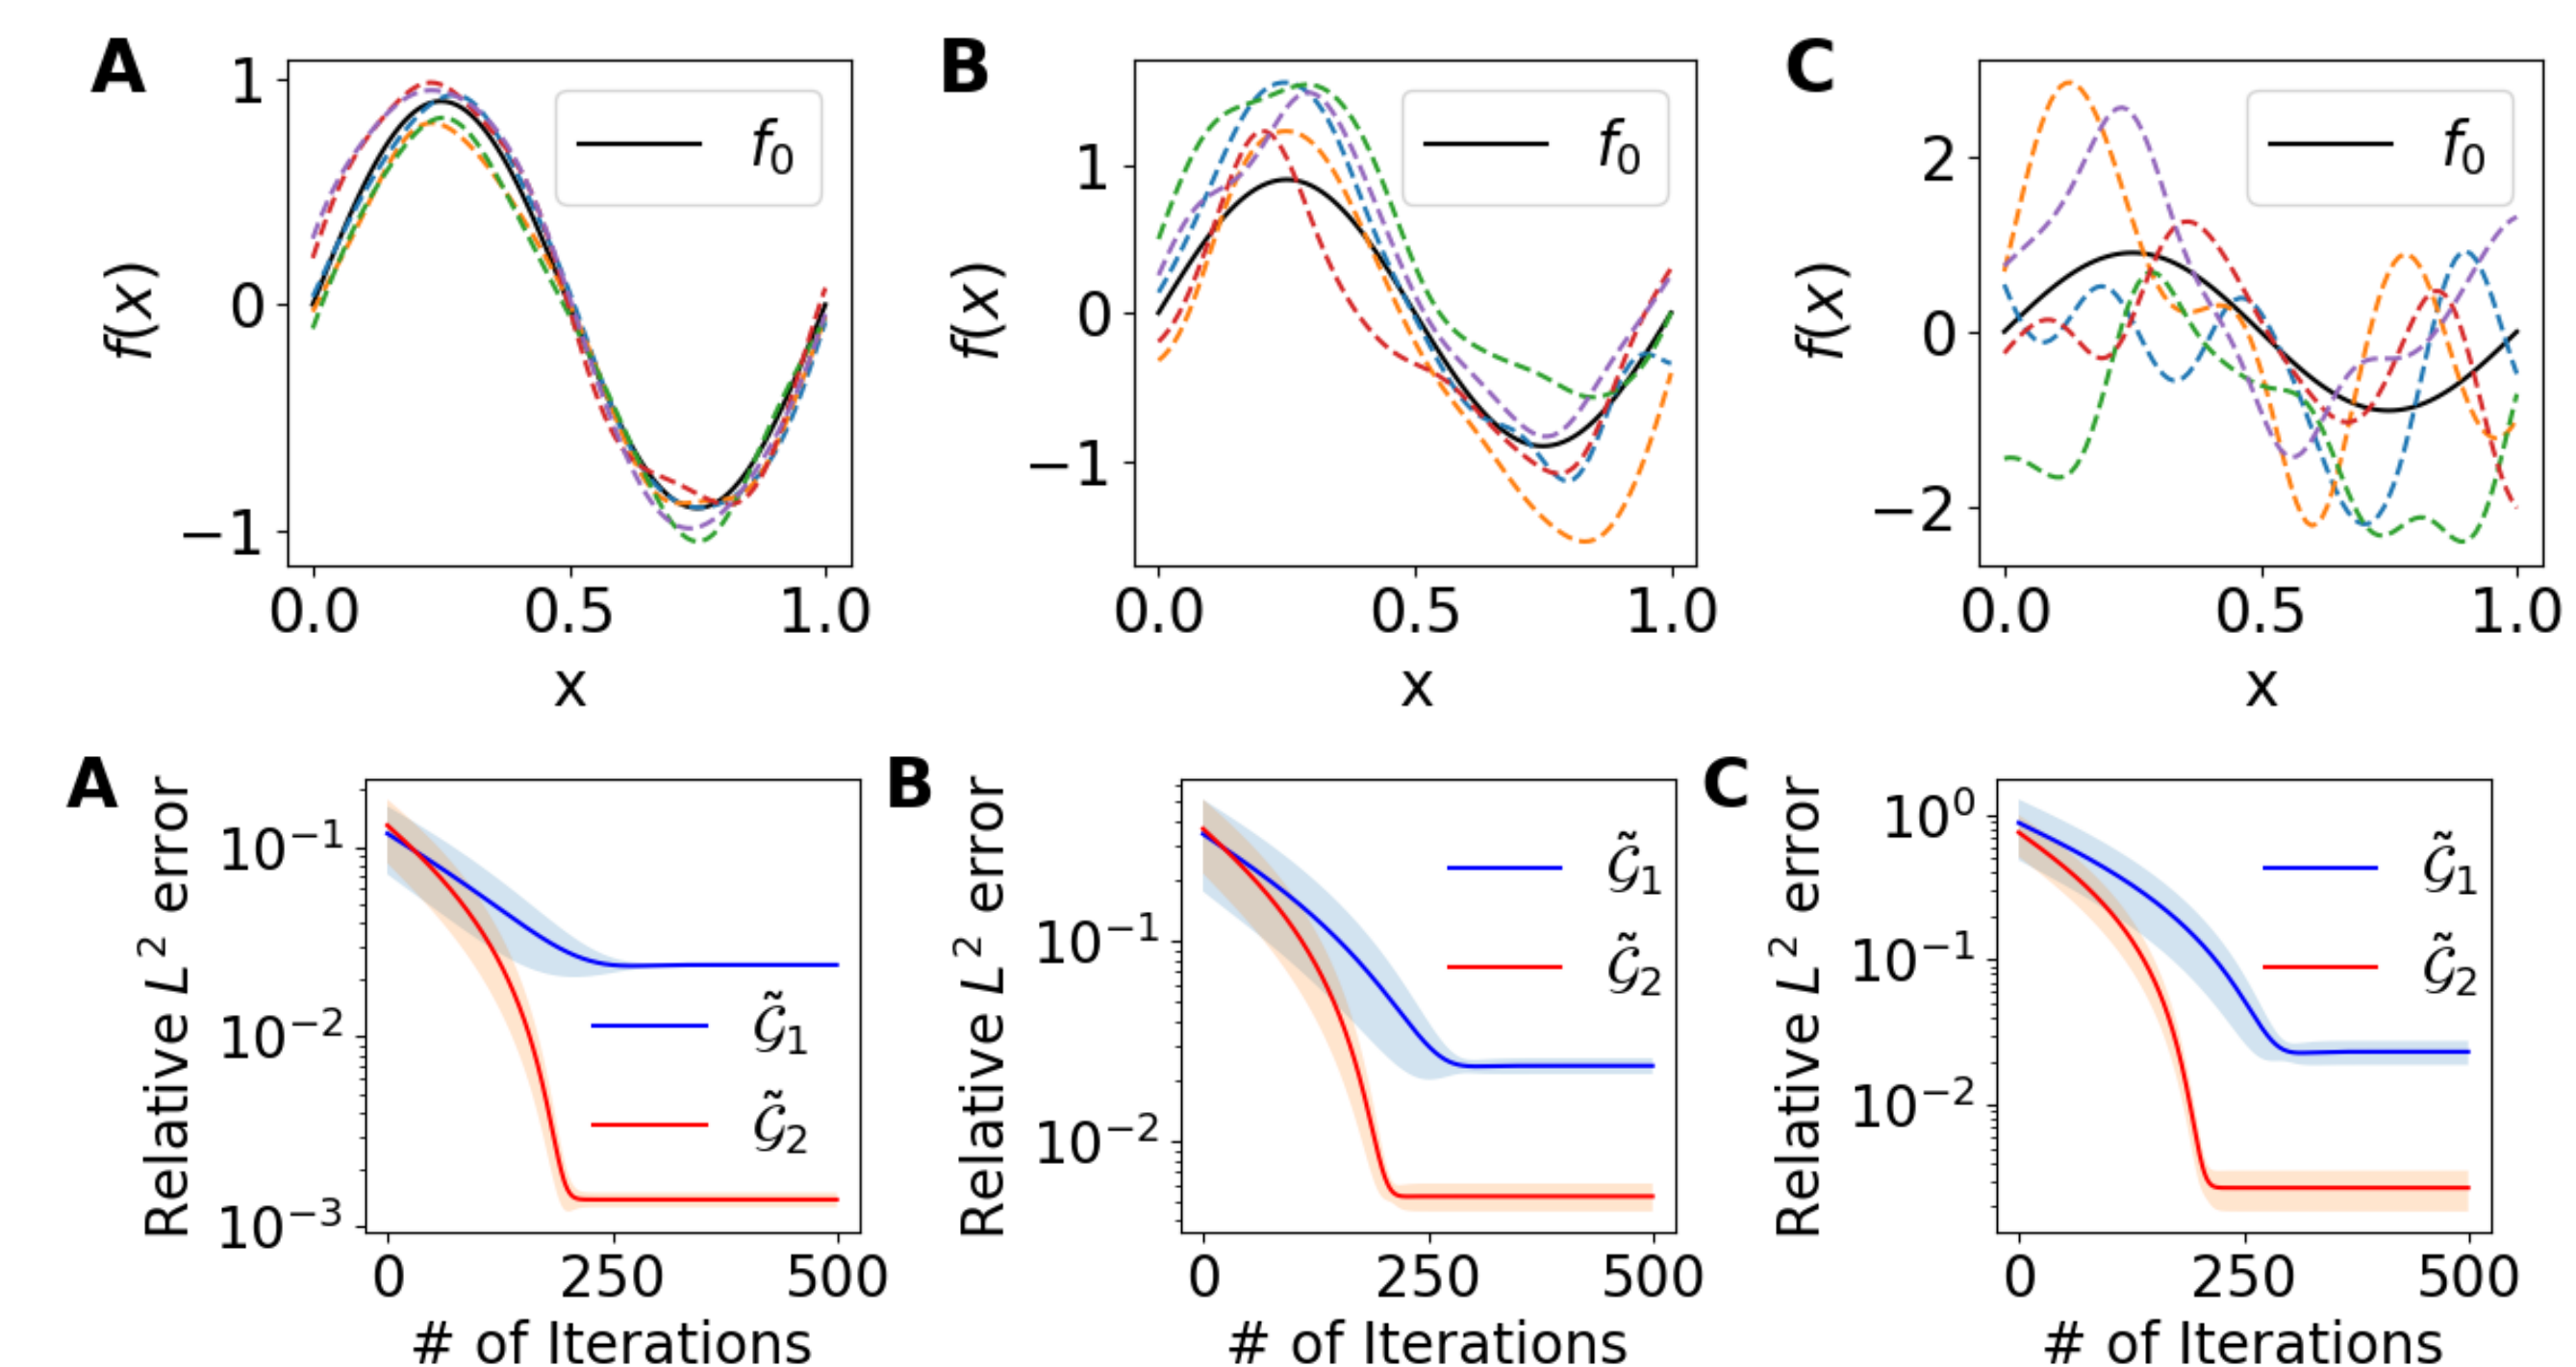 A
f(x)
1
0
−1
f₀
0.0 0.5 1.0
x
B
f(x)
1
0
−1
f₀
0.0 0.5 1.0
x
C
f(x)
2
0
−2
f₀
0.0 0.5 1.0
x
A
Relative L² error
10⁻¹
10⁻²
10⁻³
𝒢̃₁
𝒢̃₂
0 250 500
# of Iterations
B
Relative L² error
10⁻¹
10⁻²
𝒢̃₁
𝒢̃₂
0 250 500
# of Iterations
C
Relative L² error
10⁰
10⁻¹
10⁻²
𝒢̃₁
𝒢̃₂
0 250 500
# of Iterations